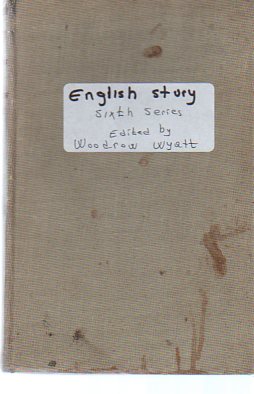 English story
Sixth Series
Edited by
Woodrow Wyatt